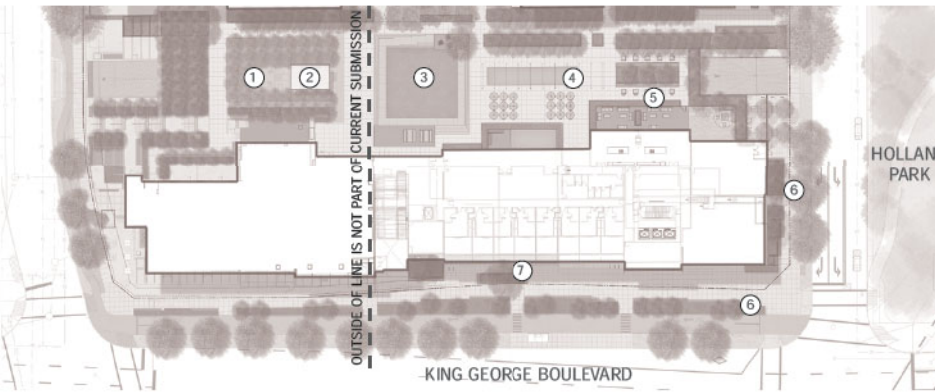 OUTSIDE OF LINE IS NOT PART OF CURRENT SUBMISSION
1
2
3
4
5
HOLLAN
PARK
6
7
6
KING GEORGE BOULEVARD